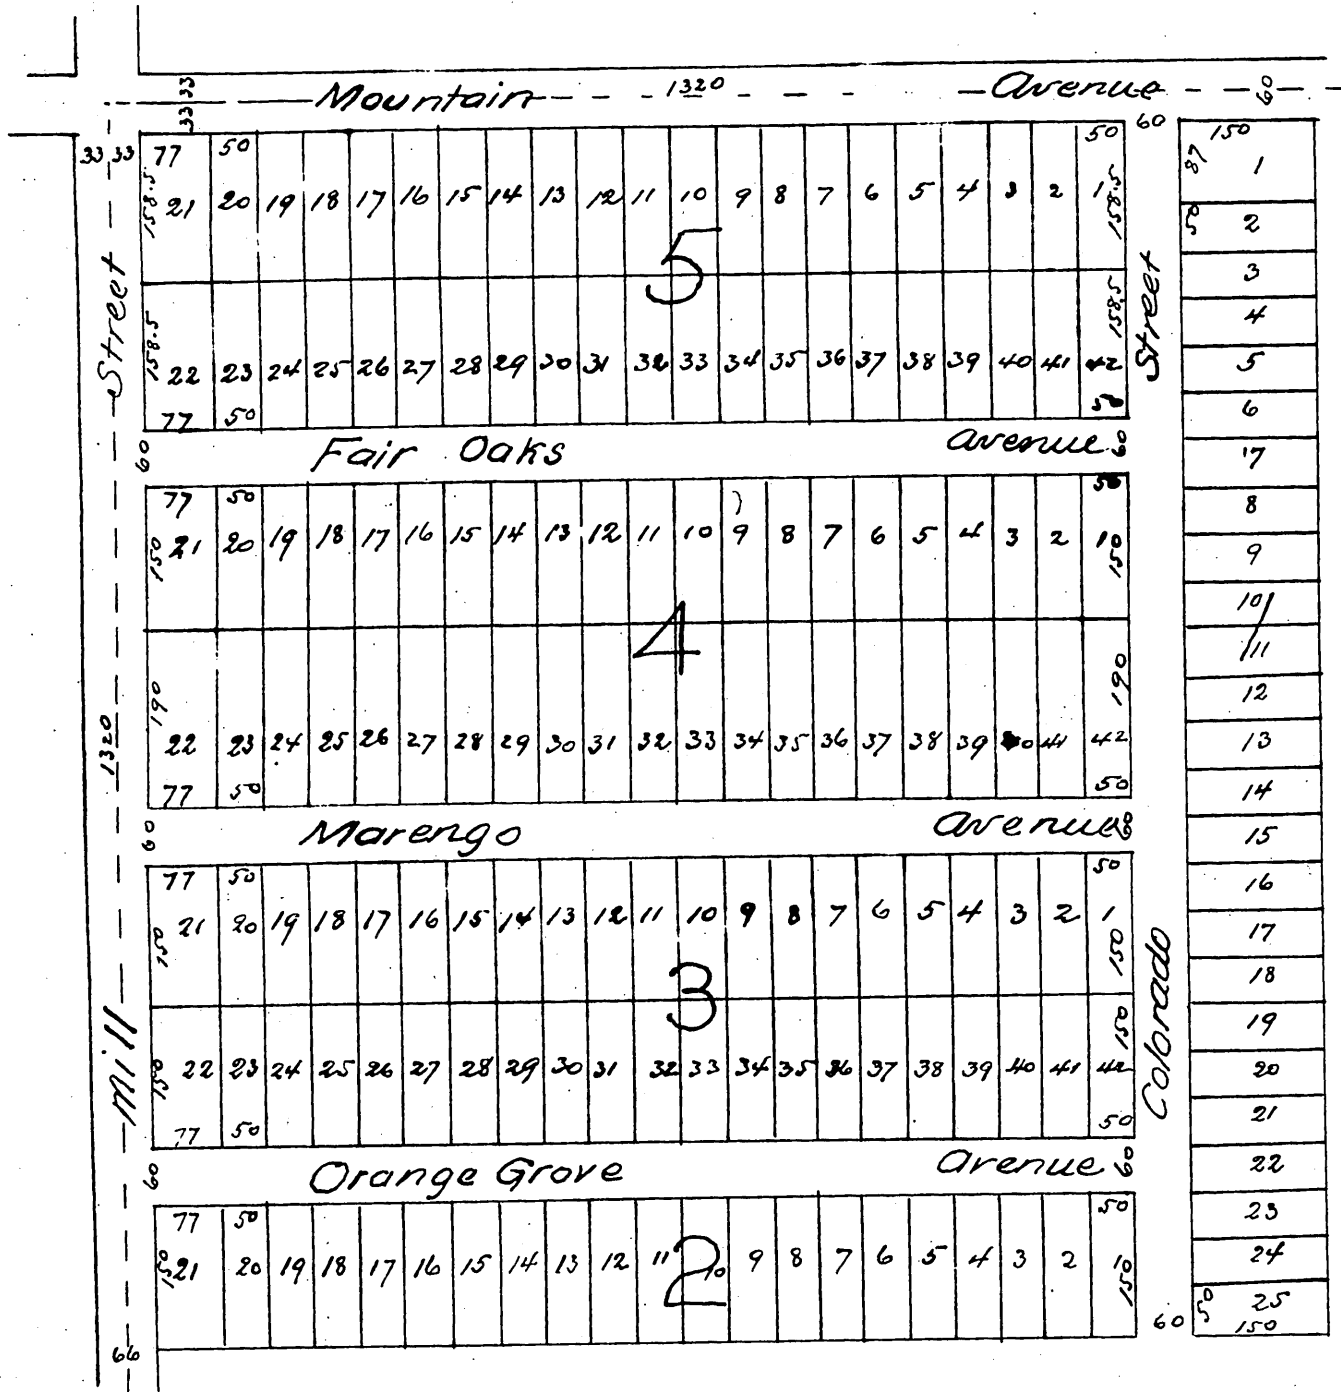 Mountain 1320 Avenue 60
33 33
33 33 77 50 50 60 150
158.5 21 20 19 18 17 16 15 14 13 12 11 10 9 8 7 6 5 4 3 2 1 158.5
5
158.5 22 23 24 25 26 27 28 29 30 31 32 33 34 35 36 37 38 39 40 41 42 158.5
77 50 50
60 Fair Oaks Avenue 60
77 50 50
150 21 20 19 18 17 16 15 14 13 12 11 10 9 8 7 6 5 4 3 2 1 150
4
190 22 23 24 25 26 27 28 29 30 31 32 33 34 35 36 37 38 39 40 41 42 190
77 50 50
60 Marengo Avenue 60
77 50 50
150 21 20 19 18 17 16 15 14 13 12 11 10 9 8 7 6 5 4 3 2 1 150
3
150 22 23 24 25 26 27 28 29 30 31 32 33 34 35 36 37 38 39 40 41 42 150
77 50 50
60 Orange Grove Avenue 60
77 50 50
150 21 20 19 18 17 16 15 14 13 12 11 10 9 8 7 6 5 4 3 2 1 150
2
66
Mill 1320 Street
Colorado Street
60
87 1
50 2
3
4
5
6
7
8
9
10
11
12
13
14
15
16
17
18
19
20
21
22
23
24
50 25
150